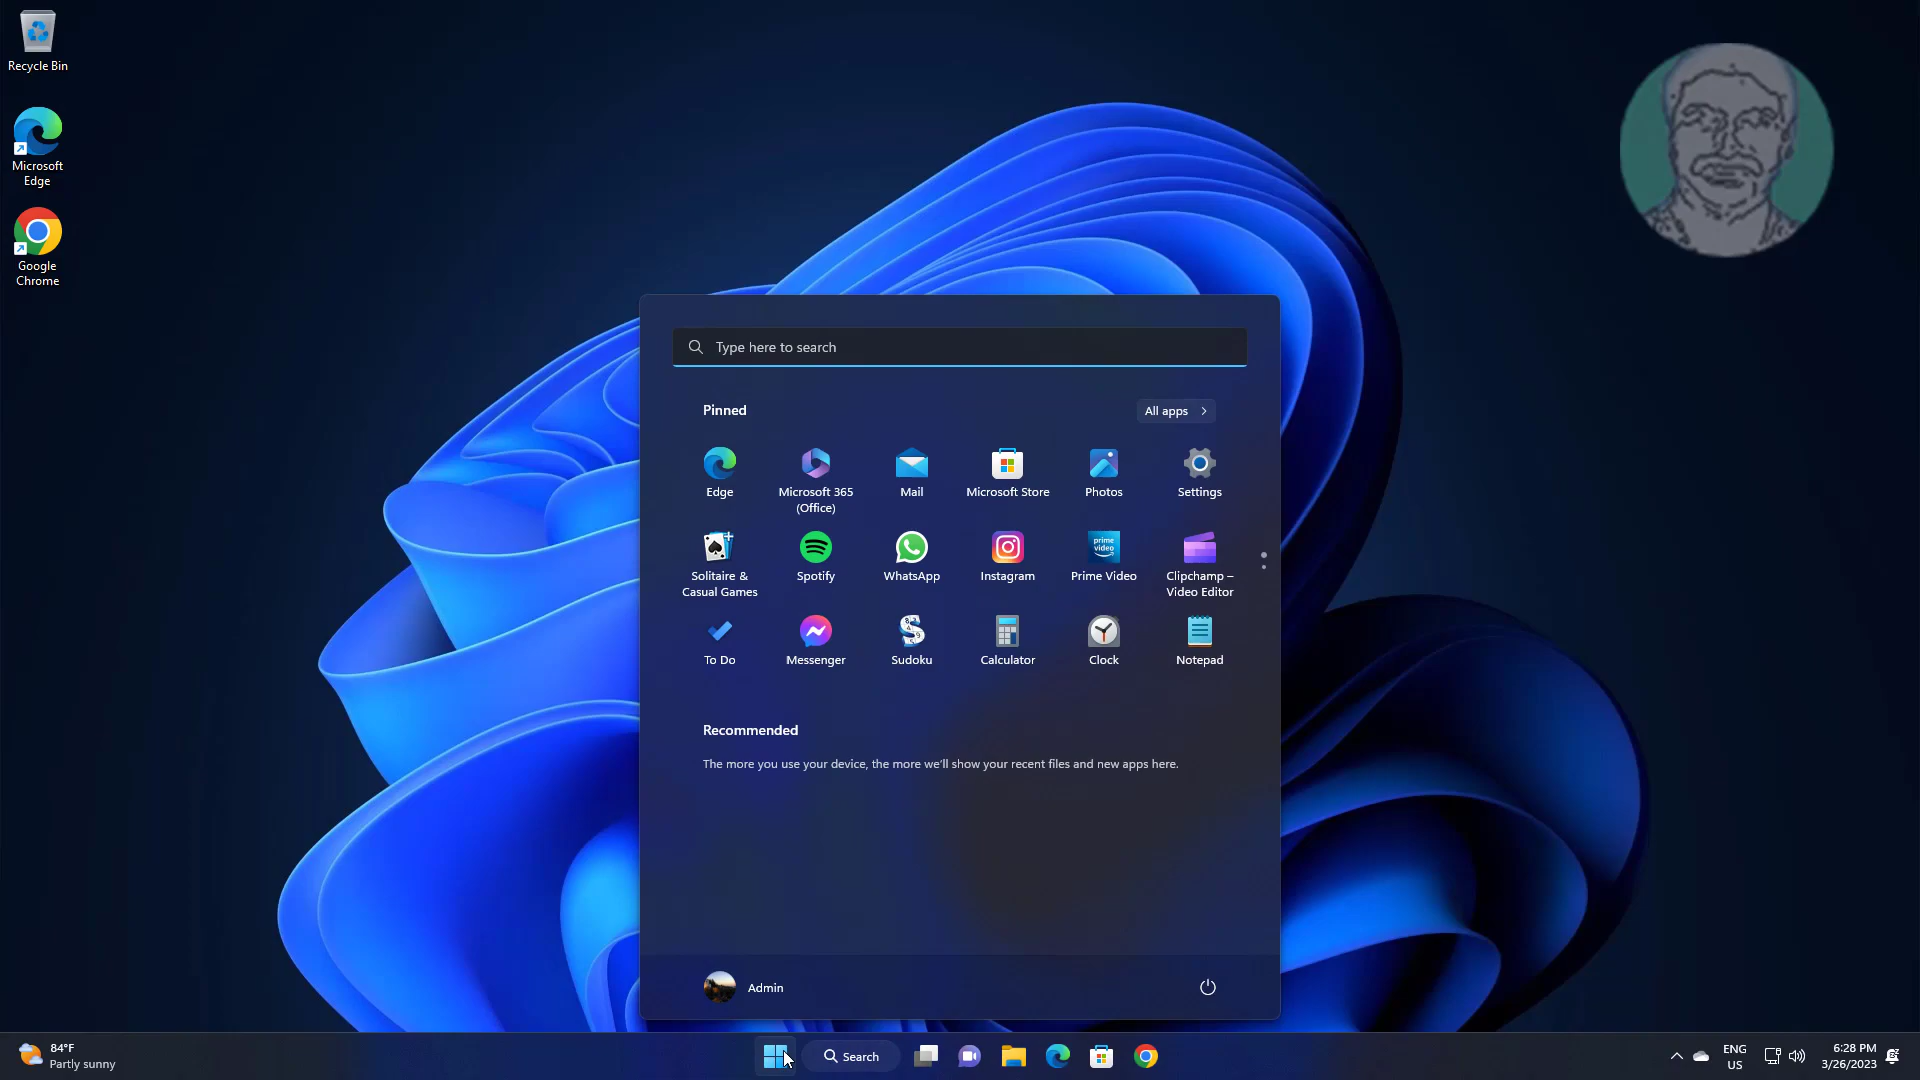 Recycle Bin
Microsoft
Edge
Google
Chrome
Type here to search
Pinned
All apps
Edge
Microsoft 365
(Office)
Mail
Microsoft Store
Photos
Settings
Solitaire &
Casual Games
Spotify
WhatsApp
Instagram
prime
video
Prime Video
Clipchamp –
Video Editor
To Do
Messenger
Sudoku
Calculator
Clock
Notepad
Recommended
The more you use your device, the more we'll show your recent files and new apps here.
Admin
84°F
Partly sunny
Search
ENG
US
6:28 PM
3/26/2023